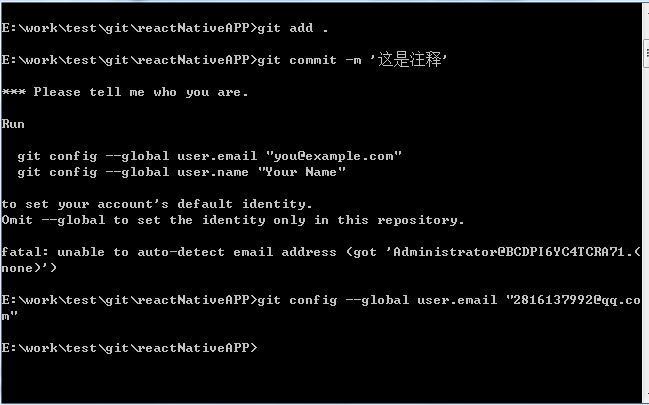 E:\work\test\git\reactNativeAPP>git add .
E:\work\test\git\reactNativeAPP>git commit -m '这是注释'
*** Please tell me who you are.
Run
git config --global user.email "you@example.com"
git config --global user.name "Your Name"
to set your account's default identity.
Omit --global to set the identity only in this repository.
fatal: unable to auto-detect email address (got 'Administrator@BCDPI6YC4TCRA71.(
none)')
E:\work\test\git\reactNativeAPP>git config --global user.email "2816137992@qq.co
m"
E:\work\test\git\reactNativeAPP>